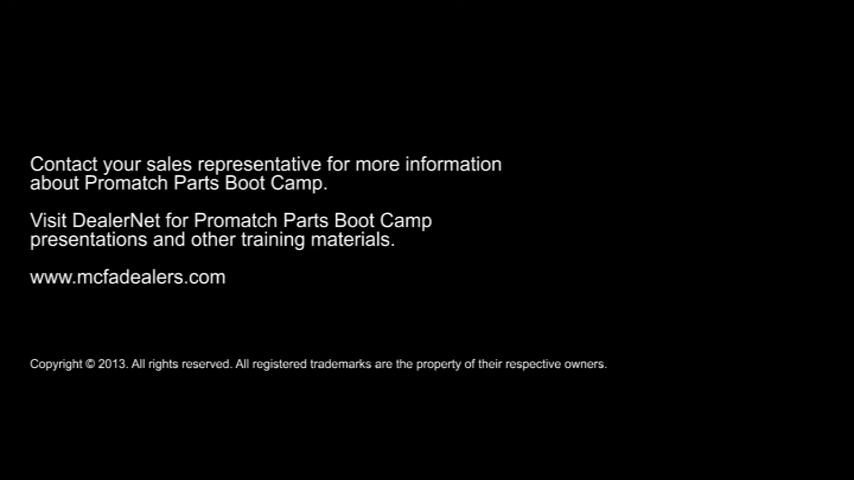 Contact your sales representative for more information
about Promatch Parts Boot Camp.
Visit DealerNet for Promatch Parts Boot Camp
presentations and other training materials.
www.mcfadealers.com
Copyright © 2013. All rights reserved. All registered trademarks are the property of their respective owners.